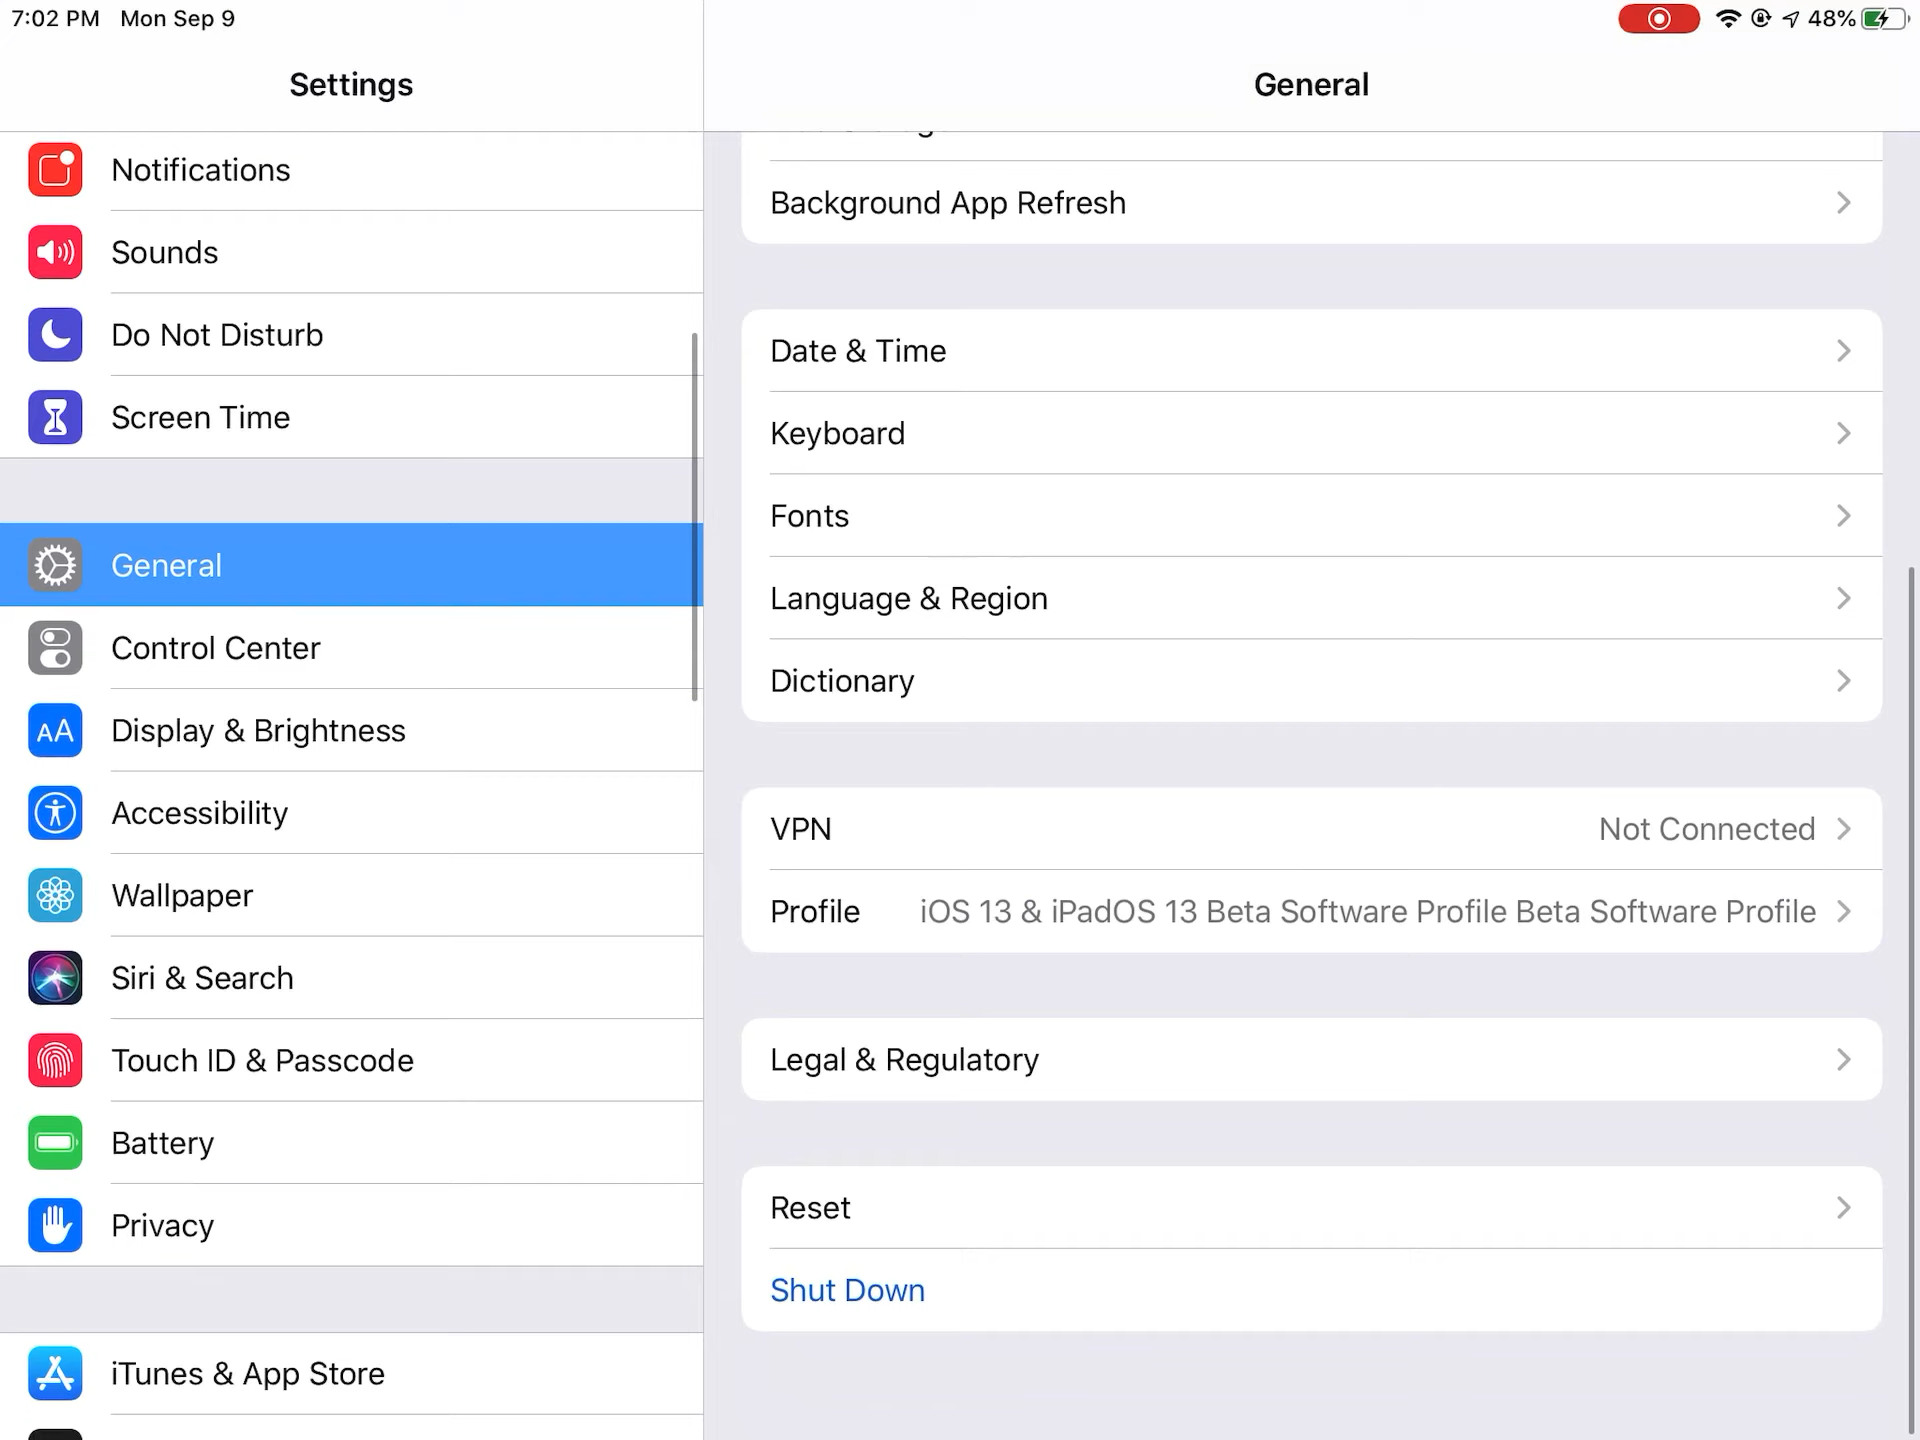 7:02 PM Mon Sep 9
48%
Settings
General
Notifications
Sounds
Do Not Disturb
Screen Time
General
Control Center
AA Display & Brightness
Accessibility
Wallpaper
Siri & Search
Touch ID & Passcode
Battery
Privacy
iTunes & App Store
Background App Refresh
Date & Time
Keyboard
Fonts
Language & Region
Dictionary
VPN Not Connected
Profile iOS 13 & iPadOS 13 Beta Software Profile Beta Software Profile
Legal & Regulatory
Reset
Shut Down